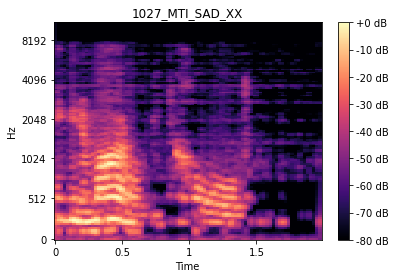 1027_MTI_SAD_XX
+0 dB
8192
-10 dB
4096
-20 dB
-30 dB
Hz
2048
-40 dB
1024
-50 dB
512
-60 dB
-70 dB
0
-80 dB
0
0.5
1
1.5
Time